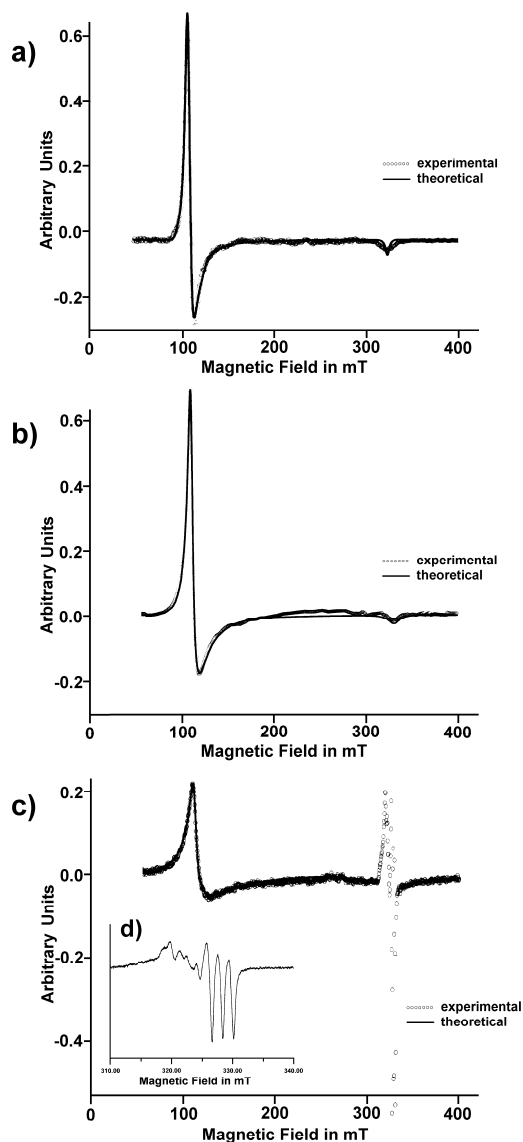 a)
0.6
0.4
0.2
0.0
-0.2
Arbitrary Units
experimental
theoretical
0
100
200
300
400
Magnetic Field in mT
b)
0.6
0.4
0.2
0.0
-0.2
Arbitrary Units
experimental
theoretical
0
100
200
300
400
Magnetic Field in mT
c)
0.2
0.0
-0.2
-0.4
Arbitrary Units
d)
310.00
320.00
330.00
340.00
Magnetic Field in mT
experimental
theoretical
0
100
200
300
400
Magnetic Field in mT